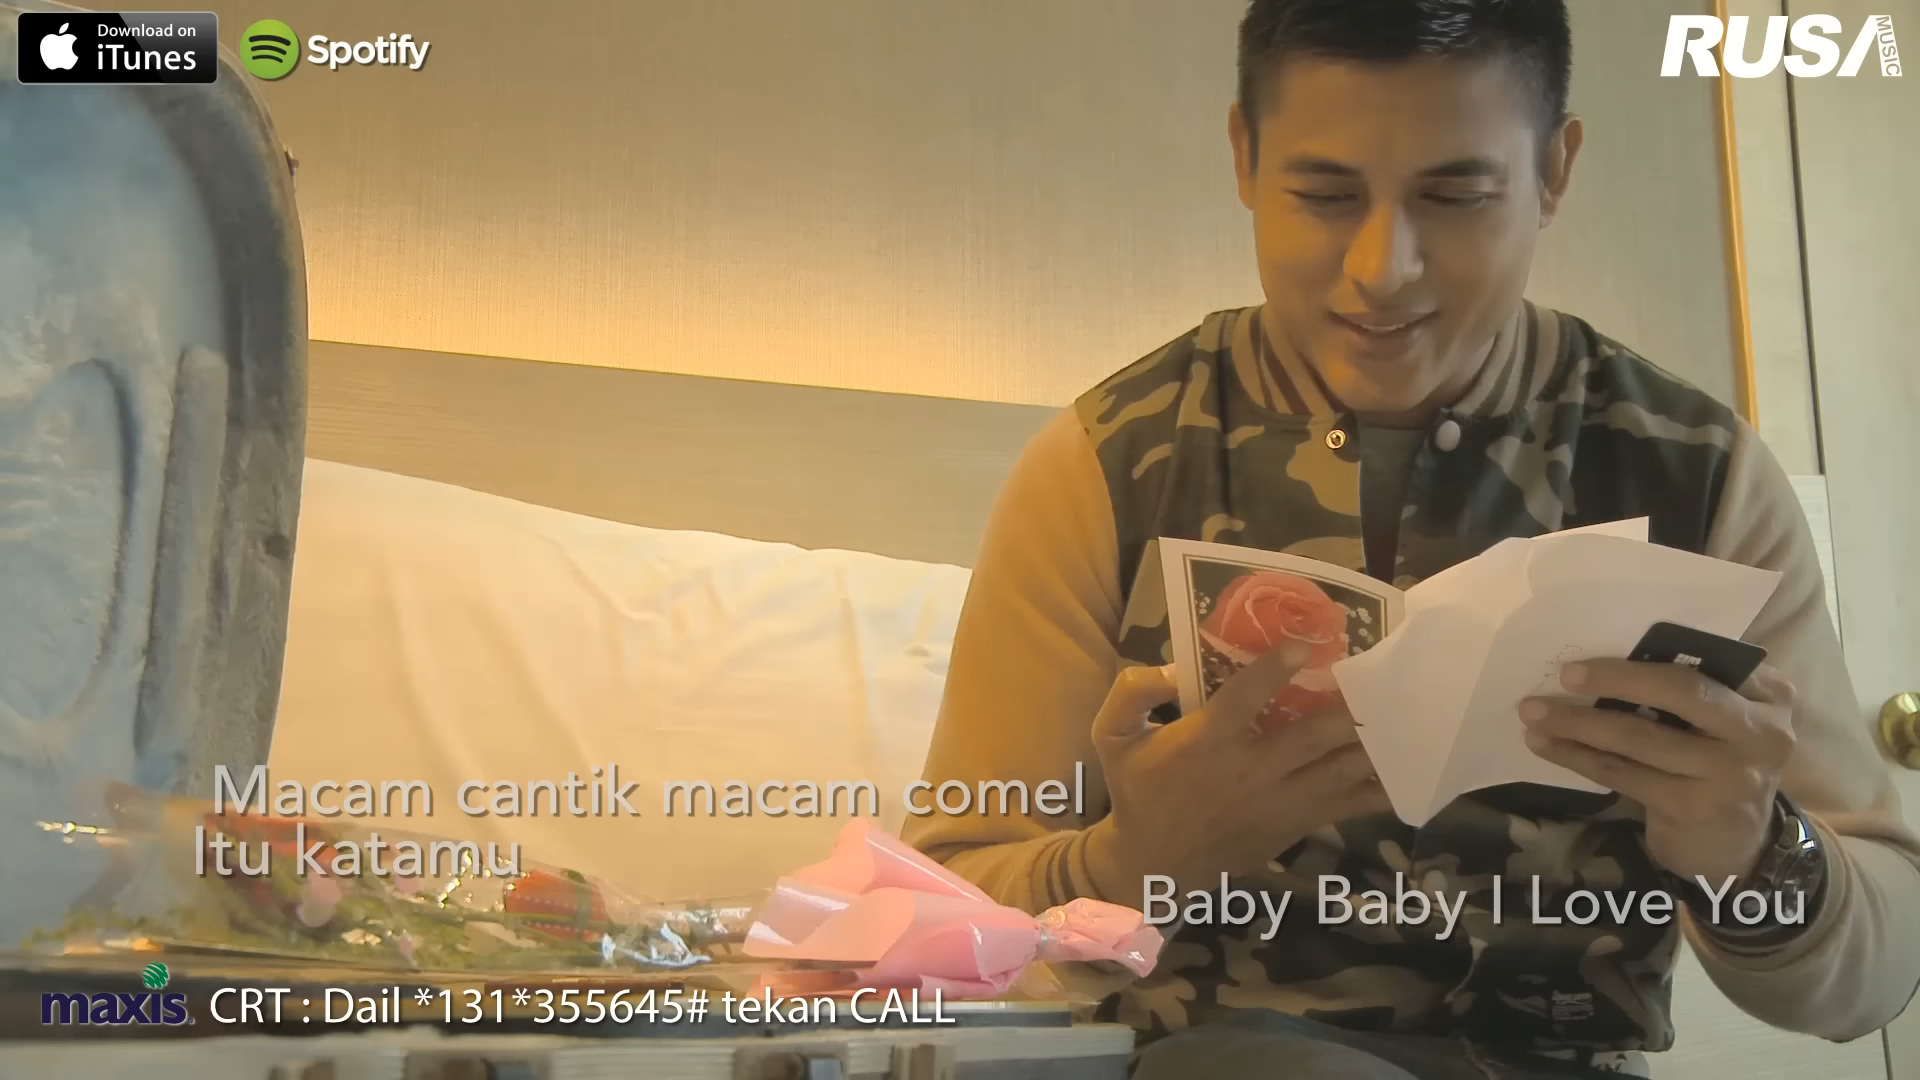 Download on
iTunes
Spotify
RUSA
MUSIC
Macam cantik macam comel
Itu katamu
Baby Baby I Love You
maxis
CRT : Dail *131*355645# tekan CALL